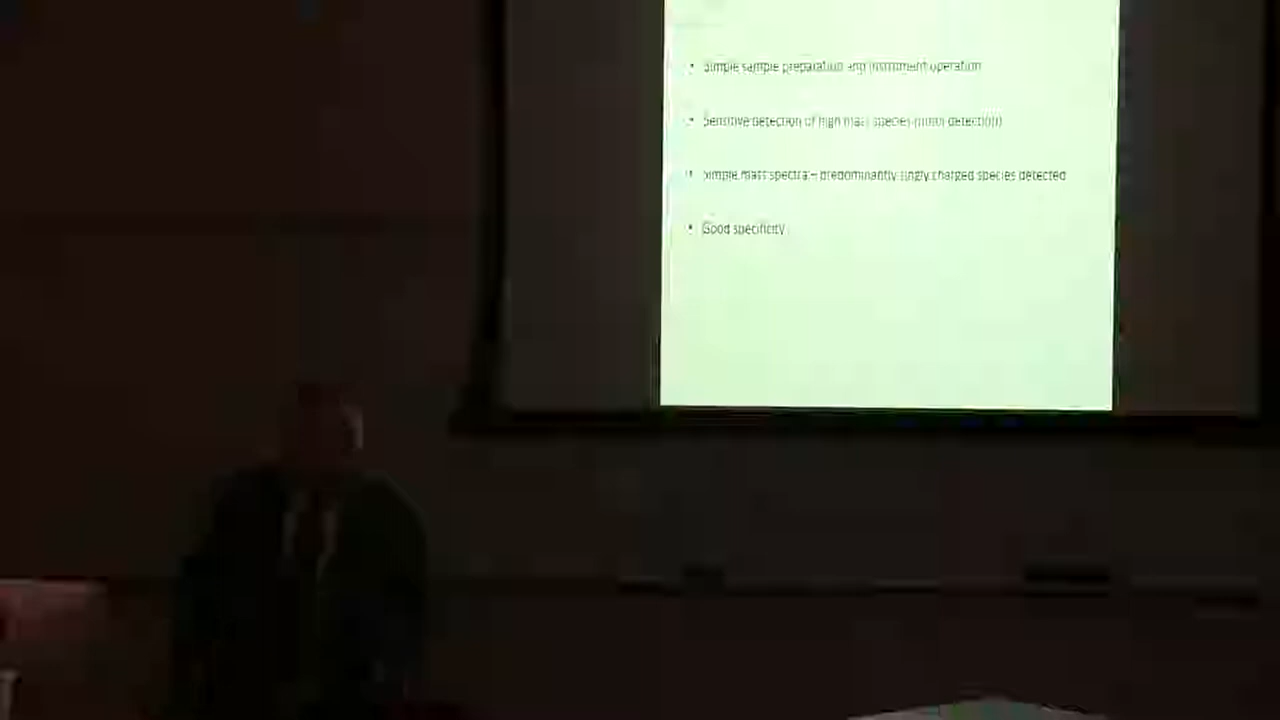 • Simple sample preparation and instrument operation
• Sensitive detection of high mass species detection)
• Simple mass spectra – predominantly singly charged species detected
• Good specificity